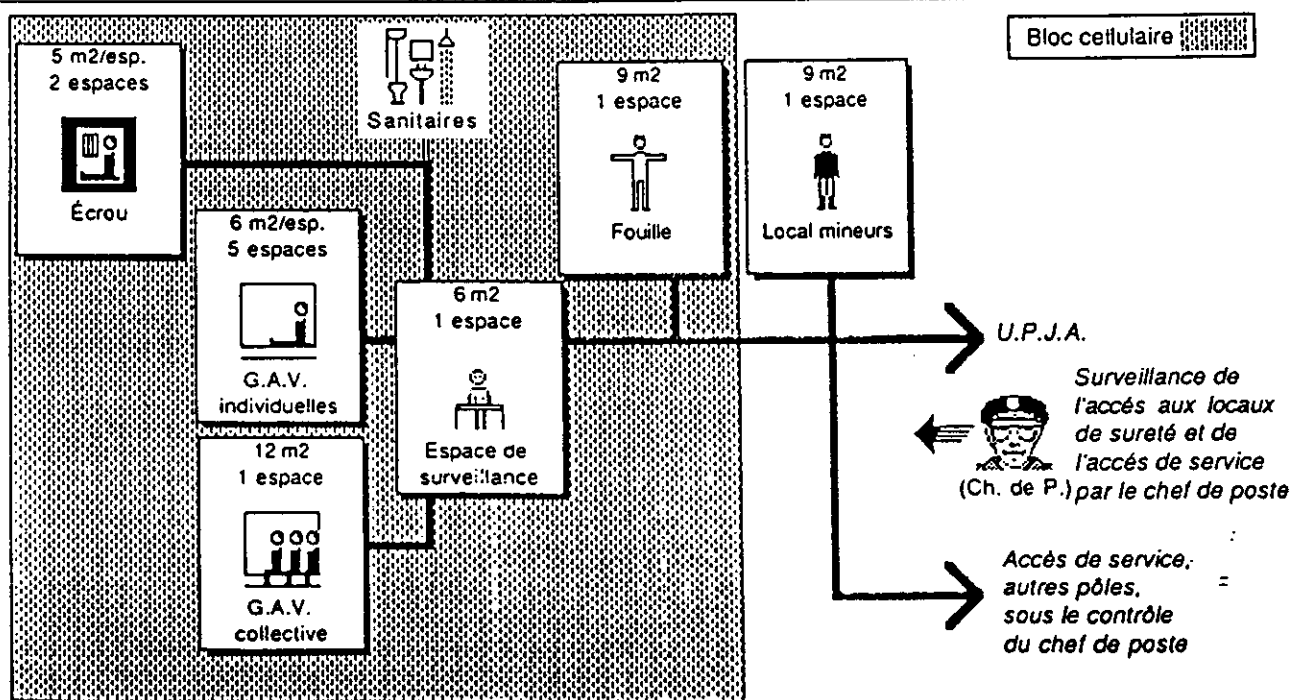 Bloc cellulaire
5 m2/esp.
2 espaces
Écrou
Sanitaires
9 m2
1 espace
Fouille
9 m2
1 espace
Local mineurs
6 m2/esp.
5 espaces
G.A.V.
individuelles
6 m2
1 espace
Espace de
surveillance
12 m2
1 espace
G.A.V.
collective
U.P.J.A.
Surveillance de
l'accés aux locaux
de sureté et de
l'accés de service
(Ch. de P.) par le chef de poste
Accès de service,
autres pôles,
sous le contrôle
du chef de poste